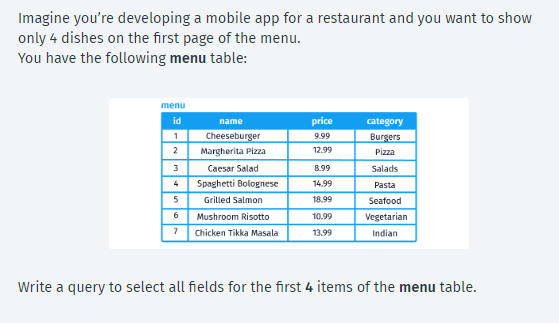 Imagine you're developing a mobile app for a restaurant and you want to show
only 4 dishes on the first page of the menu.
You have the following menu table:
menu
id name price category
1 Cheeseburger 9.99 Burgers
2 Margherita Pizza 12.99 Pizza
3 Caesar Salad 8.99 Salads
4 Spaghetti Bolognese 14.99 Pasta
5 Grilled Salmon 18.99 Seafood
6 Mushroom Risotto 10.99 Vegetarian
7 Chicken Tikka Masala 13.99 Indian
Write a query to select all fields for the first 4 items of the menu table.